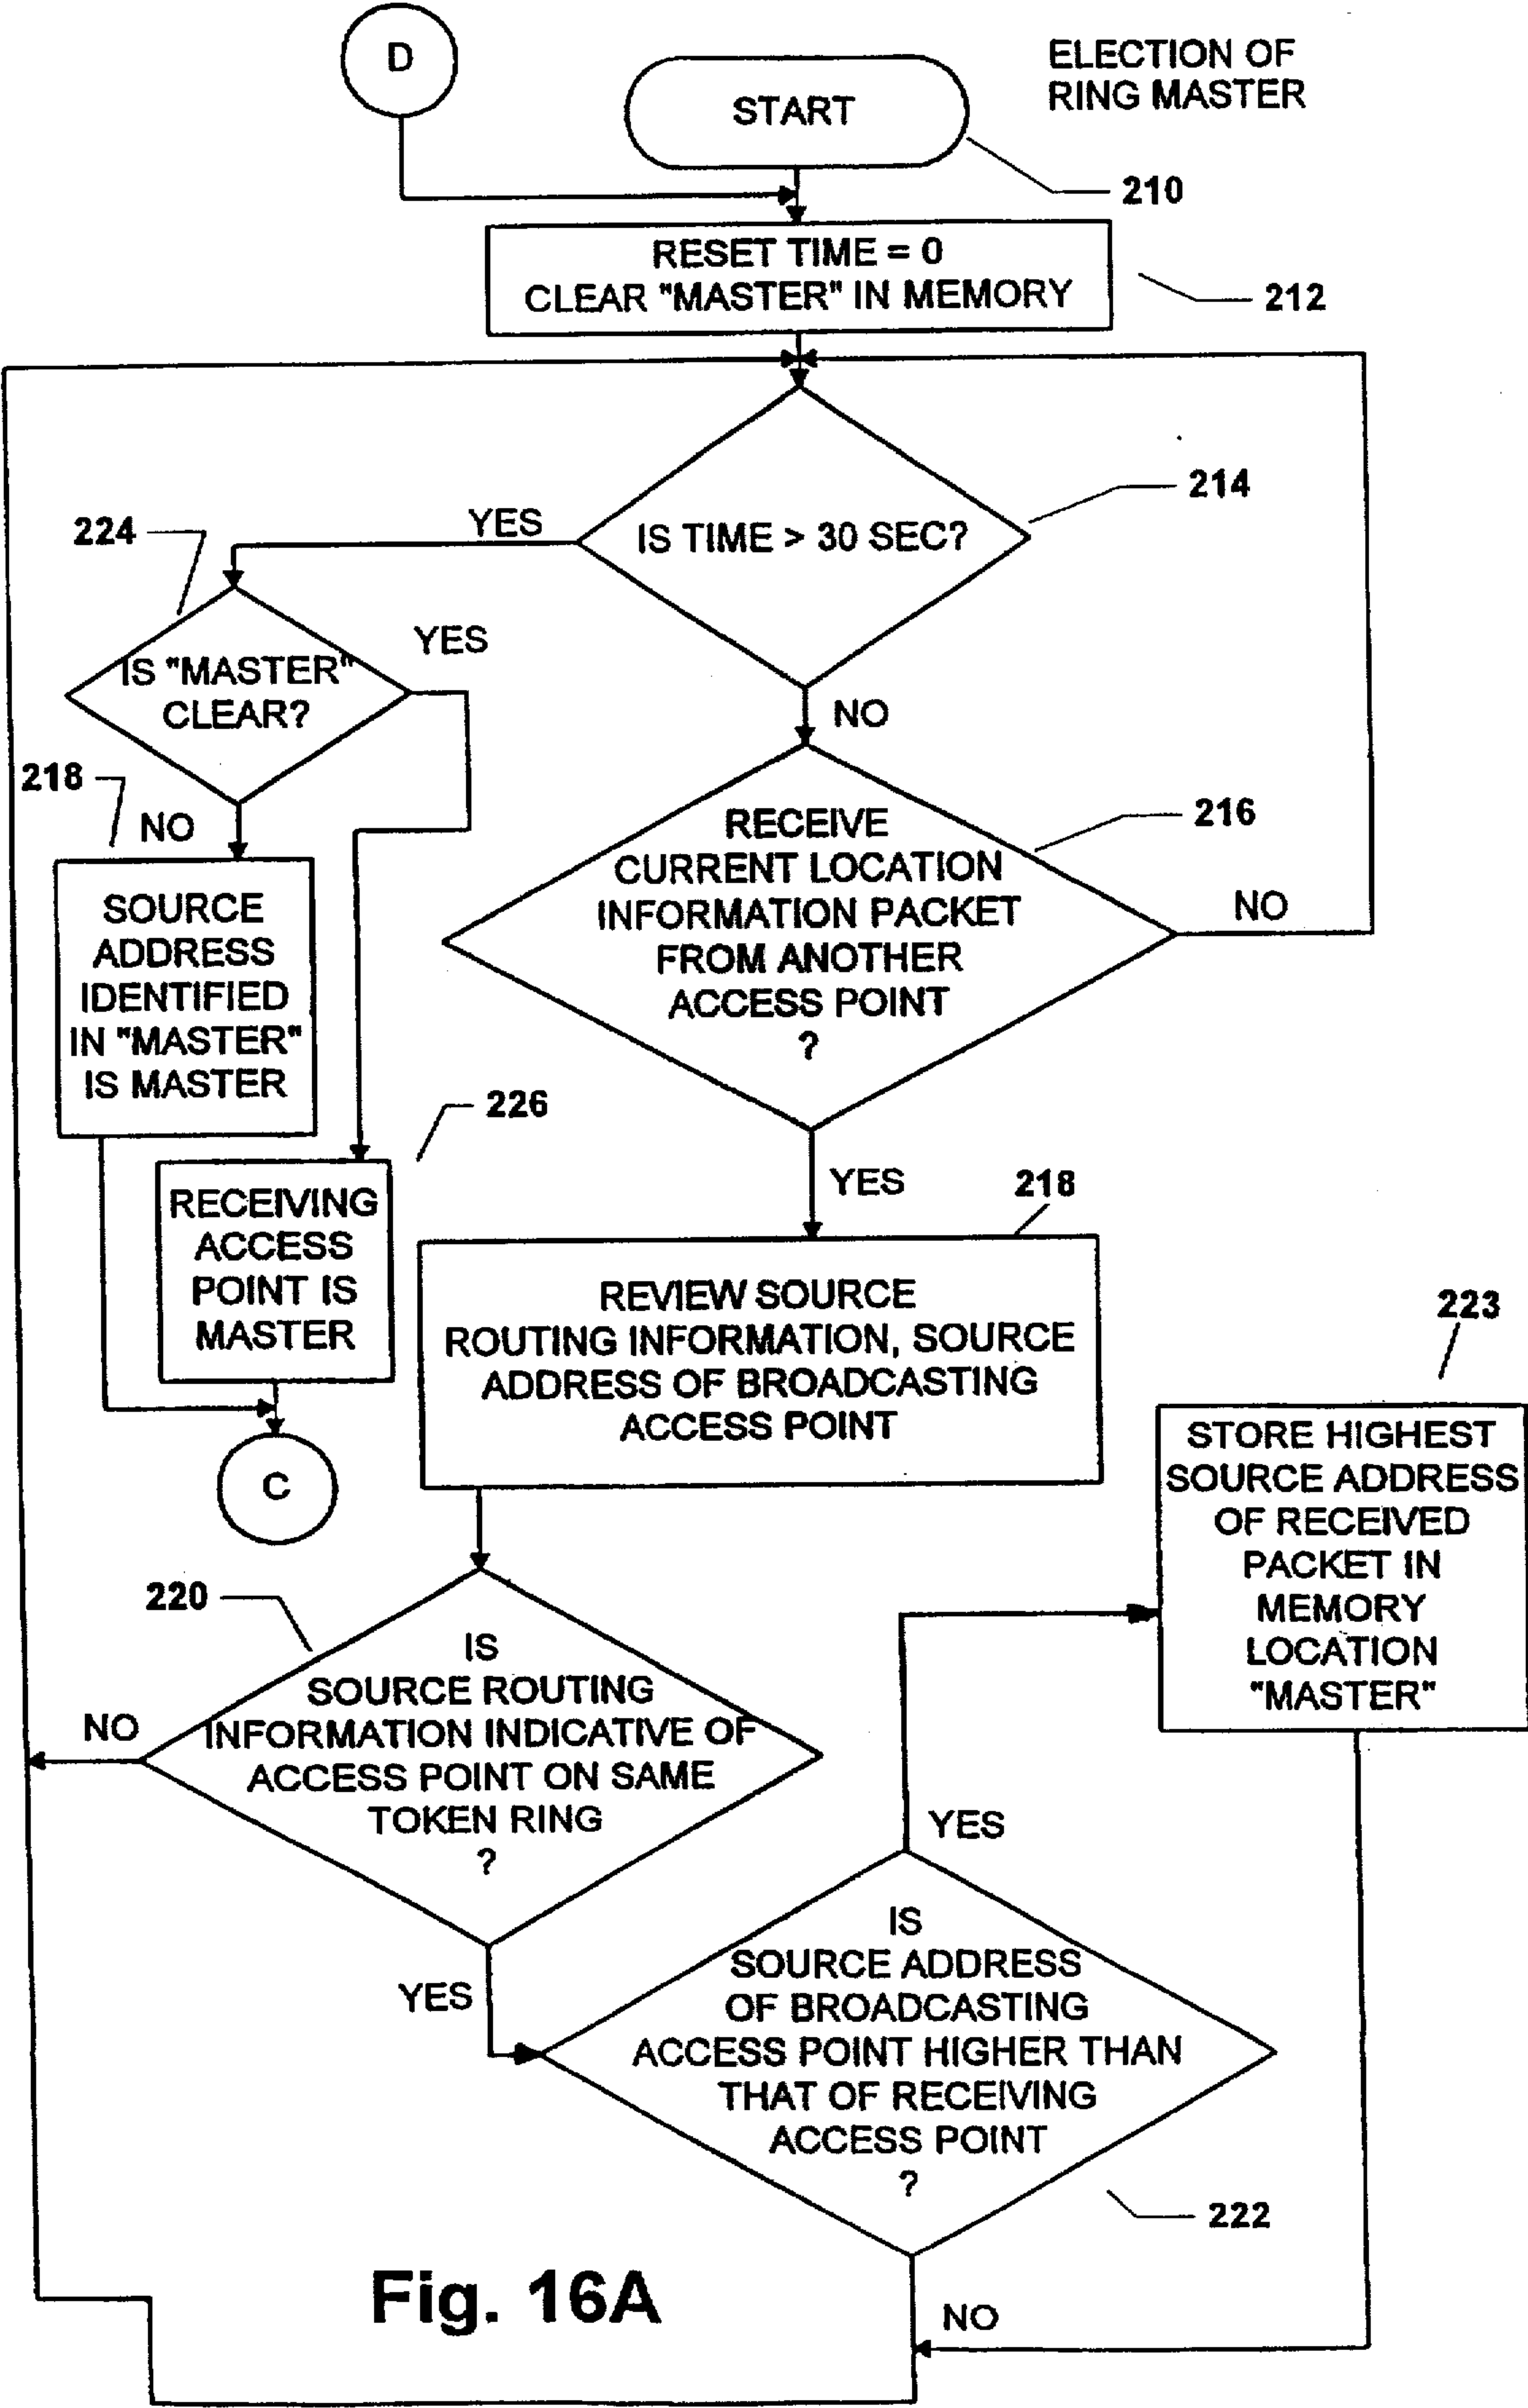 D
START
ELECTION OF
RING MASTER
210
RESET TIME = 0
CLEAR "MASTER" IN MEMORY
212
IS TIME > 30 SEC?
214
YES
224
IS "MASTER"
CLEAR?
YES
NO
218
NO
SOURCE
ADDRESS
IDENTIFIED
IN "MASTER"
IS MASTER
RECEIVE
CURRENT LOCATION
INFORMATION PACKET
FROM ANOTHER
ACCESS POINT
?
216
NO
226
RECEIVING
ACCESS
POINT IS
MASTER
YES
218
REVIEW SOURCE
ROUTING INFORMATION, SOURCE
ADDRESS OF BROADCASTING
ACCESS POINT
C
223
STORE HIGHEST
SOURCE ADDRESS
OF RECEIVED
PACKET IN
MEMORY
LOCATION
"MASTER"
220
IS
SOURCE ROUTING
INFORMATION INDICATIVE OF
ACCESS POINT ON SAME
TOKEN RING
?
NO
YES
YES
IS
SOURCE ADDRESS
OF BROADCASTING
ACCESS POINT HIGHER THAN
THAT OF RECEIVING
ACCESS POINT
?
222
NO
Fig. 16A